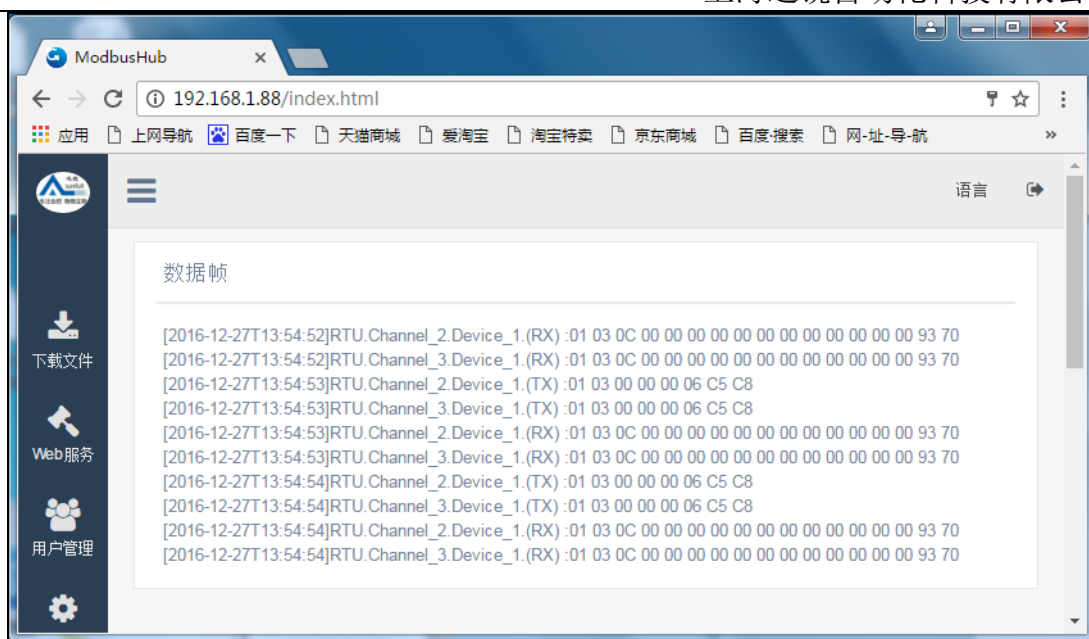 ModbusHub
192.168.1.88/index.html
应用 上网导航 百度一下 天猫商城 爱淘宝 淘宝特卖 京东商城 百度·搜索 网-址-导-航 »
语言
数据帧
下载文件
Web服务
用户管理
[2016-12-27T13:54:52]RTU.Channel_2.Device_1.(RX) :01 03 0C 00 00 00 00 00 00 00 00 00 00 00 00 93 70
[2016-12-27T13:54:52]RTU.Channel_3.Device_1.(RX) :01 03 0C 00 00 00 00 00 00 00 00 00 00 00 00 93 70
[2016-12-27T13:54:53]RTU.Channel_2.Device_1.(TX) :01 03 00 00 00 06 C5 C8
[2016-12-27T13:54:53]RTU.Channel_3.Device_1.(TX) :01 03 00 00 00 06 C5 C8
[2016-12-27T13:54:53]RTU.Channel_2.Device_1.(RX) :01 03 0C 00 00 00 00 00 00 00 00 00 00 00 00 93 70
[2016-12-27T13:54:53]RTU.Channel_3.Device_1.(RX) :01 03 0C 00 00 00 00 00 00 00 00 00 00 00 00 93 70
[2016-12-27T13:54:54]RTU.Channel_2.Device_1.(TX) :01 03 00 00 00 06 C5 C8
[2016-12-27T13:54:54]RTU.Channel_3.Device_1.(TX) :01 03 00 00 00 06 C5 C8
[2016-12-27T13:54:54]RTU.Channel_2.Device_1.(RX) :01 03 0C 00 00 00 00 00 00 00 00 00 00 00 00 93 70
[2016-12-27T13:54:54]RTU.Channel_3.Device_1.(RX) :01 03 0C 00 00 00 00 00 00 00 00 00 00 00 00 93 70